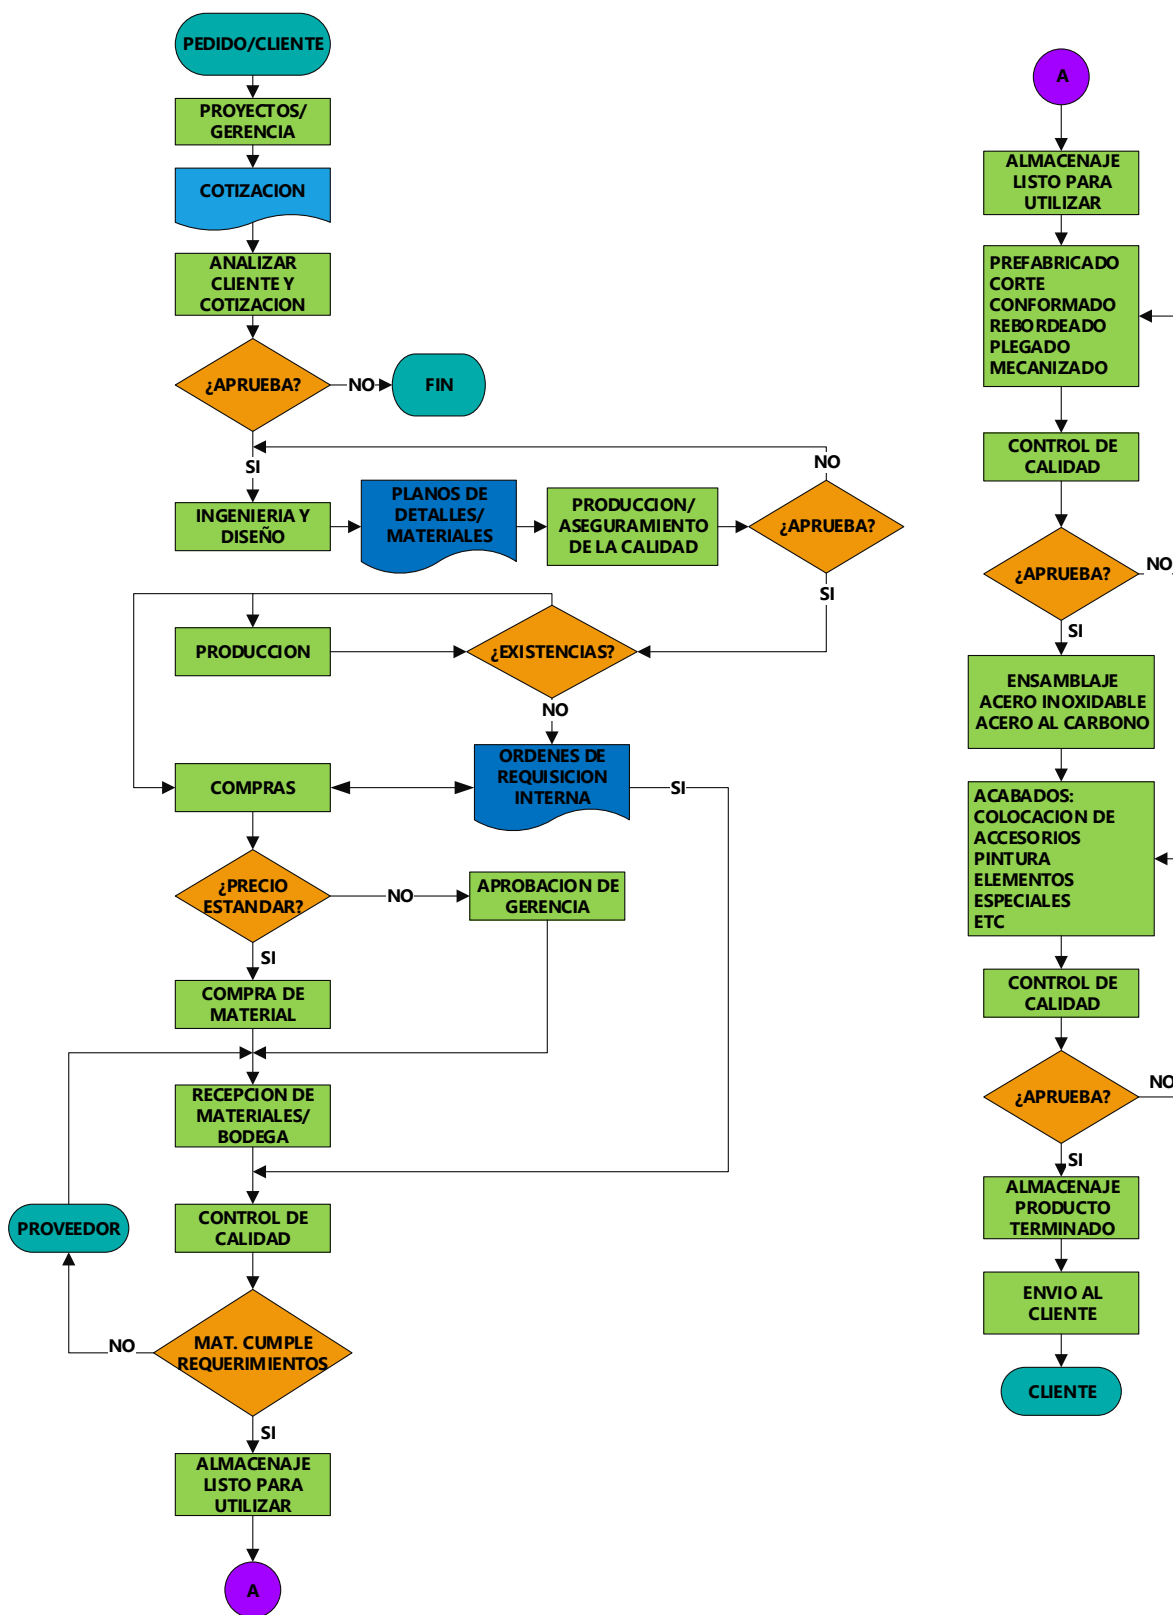 PEDIDO/CLIENTE
PROYECTOS/
GERENCIA
COTIZACION
ANALIZAR
CLIENTE Y
COTIZACION
¿APRUEBA?
NO
FIN
SI
INGENIERIA Y
DISEÑO
PLANOS DE
DETALLES/
MATERIALES
PRODUCCION/
ASEGURAMIENTO
DE LA CALIDAD
NO
¿APRUEBA?
SI
PRODUCCION
¿EXISTENCIAS?
NO
COMPRAS
ORDENES DE
REQUISICION
INTERNA
SI
¿PRECIO
ESTANDAR?
NO
APROBACION DE
GERENCIA
SI
COMPRA DE
MATERIAL
RECEPCION DE
MATERIALES/
BODEGA
PROVEEDOR
CONTROL DE
CALIDAD
NO
MAT. CUMPLE
REQUERIMIENTOS
SI
ALMACENAJE
LISTO PARA
UTILIZAR
A
A
ALMACENAJE
LISTO PARA
UTILIZAR
PREFABRICADO
CORTE
CONFORMADO
REBORDEADO
PLEGADO
MECANIZADO
CONTROL DE
CALIDAD
¿APRUEBA?
NO
SI
ENSAMBLAJE
ACERO INOXIDABLE
ACERO AL CARBONO
ACABADOS:
COLOCACION DE
ACCESORIOS
PINTURA
ELEMENTOS
ESPECIALES
ETC
CONTROL DE
CALIDAD
¿APRUEBA?
NO
SI
ALMACENAJE
PRODUCTO
TERMINADO
ENVIO AL
CLIENTE
CLIENTE